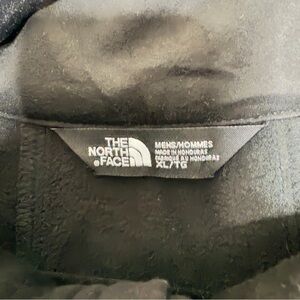 THE
NORTH
FACE
MENS/HOMMES
MADE IN HONDURAS
FABRIQUÉ AU HONDURAS
XL/TG